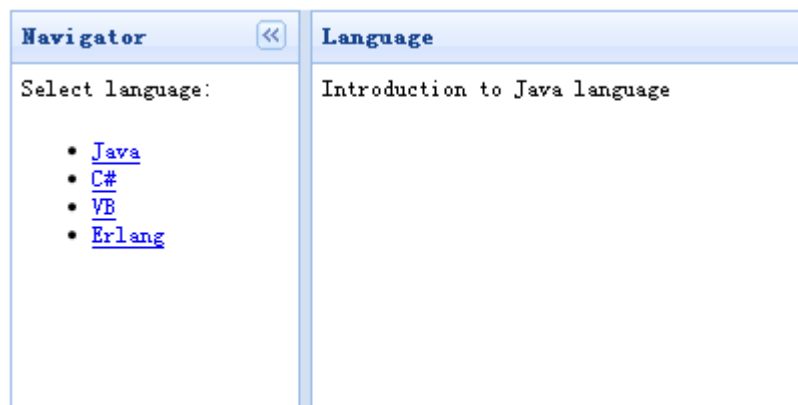 Navigator
Select language:
Java
C#
VB
Erlang
Language
Introduction to Java language